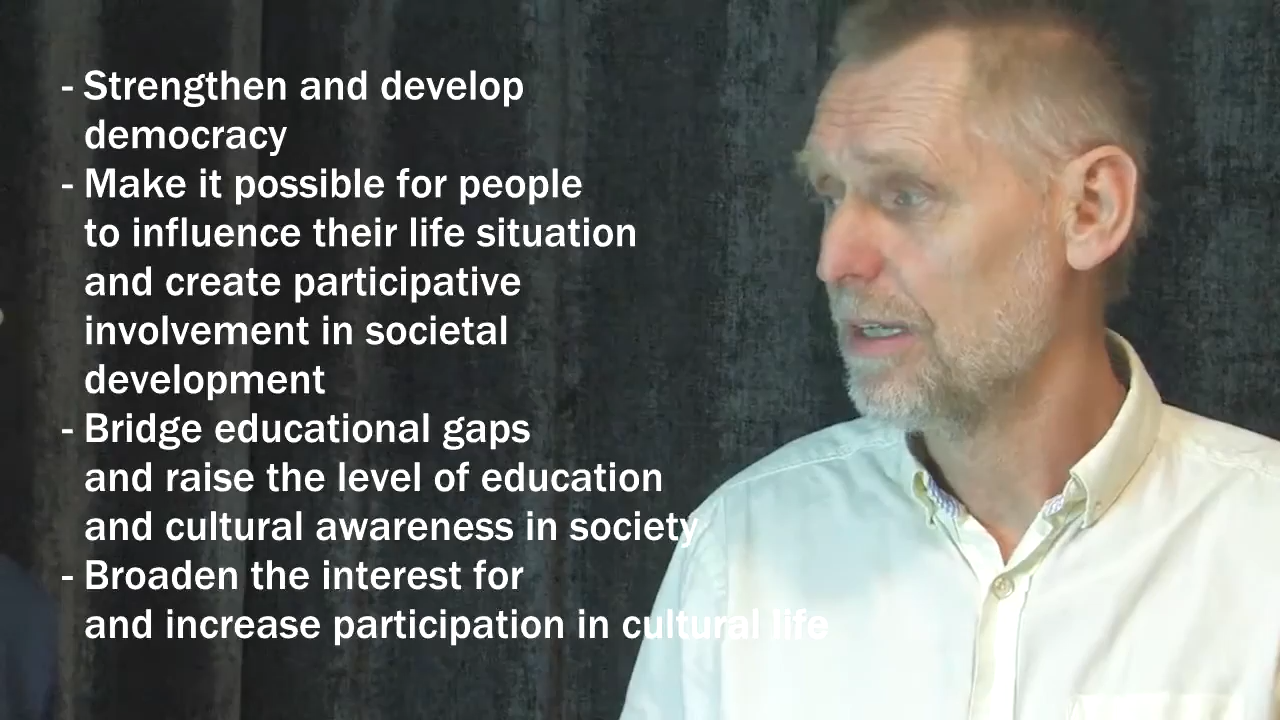 - Strengthen and develop
democracy
- Make it possible for people
to influence their life situation
and create participative
involvement in societal
development
- Bridge educational gaps
and raise the level of education
and cultural awareness in society
- Broaden the interest for
and increase participation in cultural life